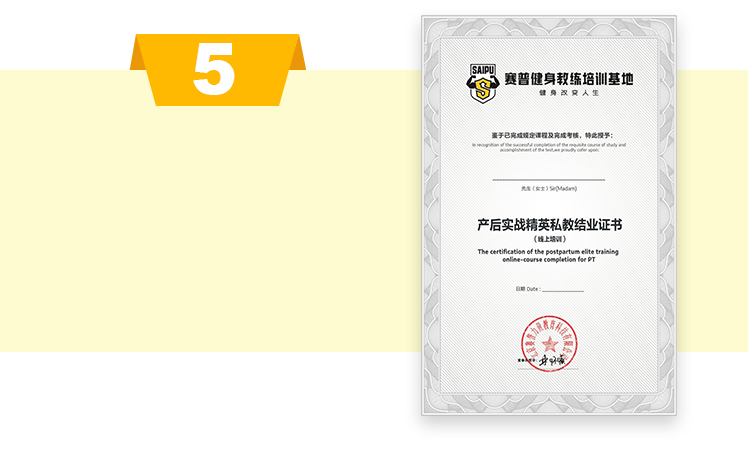 5
SAIPU
S
赛普健身教练培训基地
健身改变人生
鉴于已完成规定课程及完成考核，特此授予：
In recognition of the successful completion of the requisite course of study and
accomplishment of the test,we proudly cofer upon:
先生（女士）Sir(Madam)
产后实战精英私教结业证书
（线上培训）
The certification of the postpartum elite training
online-course completion for PT
日期 Date :